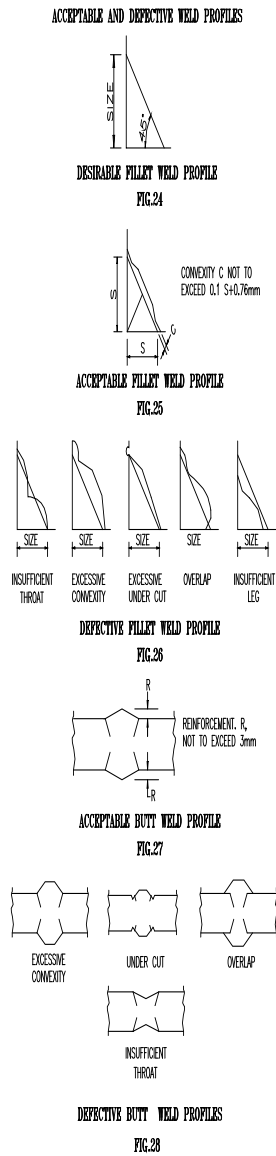 ACCEPTABLE AND DEFECTIVE WELD PROFILES
SIZE
45°
DESIRABLE FILLET WELD PROFILE
FIG.24
CONVEXITY C NOT TO
EXCEED 0.1 S+0.76mm
S
S
C
ACCEPTABLE FILLET WELD PROFILE
FIG.25
SIZE
SIZE
SIZE
SIZE
SIZE
INSUFFICIENT
THROAT
EXCESSIVE
CONVEXITY
EXCESSIVE
UNDER CUT
OVERLAP
INSUFFICIENT
LEG
DEFECTIVE FILLET WELD PROFILE
FIG.26
R
REINFORCEMENT. R,
NOT TO EXCEED 3mm
R
ACCEPTABLE BUTT WELD PROFILE
FIG.27
EXCESSIVE
CONVEXITY
UNDER CUT
OVERLAP
INSUFFICIENT
THROAT
DEFECTIVE BUTT WELD PROFILES
FIG.28